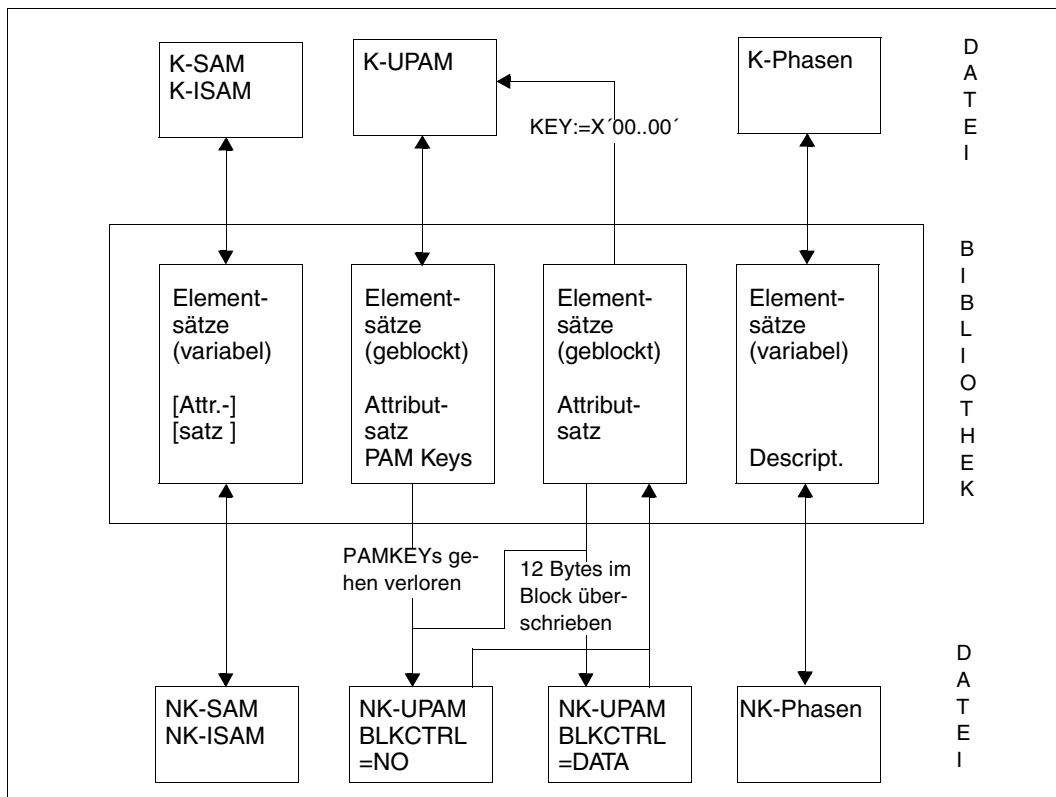 K-SAM
K-ISAM
K-UPAM
K-Phasen
D
A
T
E
I
KEY:=X´00..00´
B
I
B
L
I
O
T
H
E
K
Element-
sätze
(variabel)
[Attr.-]
[satz ]
Element-
sätze
(geblockt)
Attribut-
satz
PAM Keys
Element-
sätze
(geblockt)
Attribut-
satz
Element-
sätze
(variabel)
Descript.
PAMKEYs ge-
hen verloren
12 Bytes im
Block über-
schrieben
NK-SAM
NK-ISAM
NK-UPAM
BLKCTRL
=NO
NK-UPAM
BLKCTRL
=DATA
NK-Phasen
D
A
T
E
I